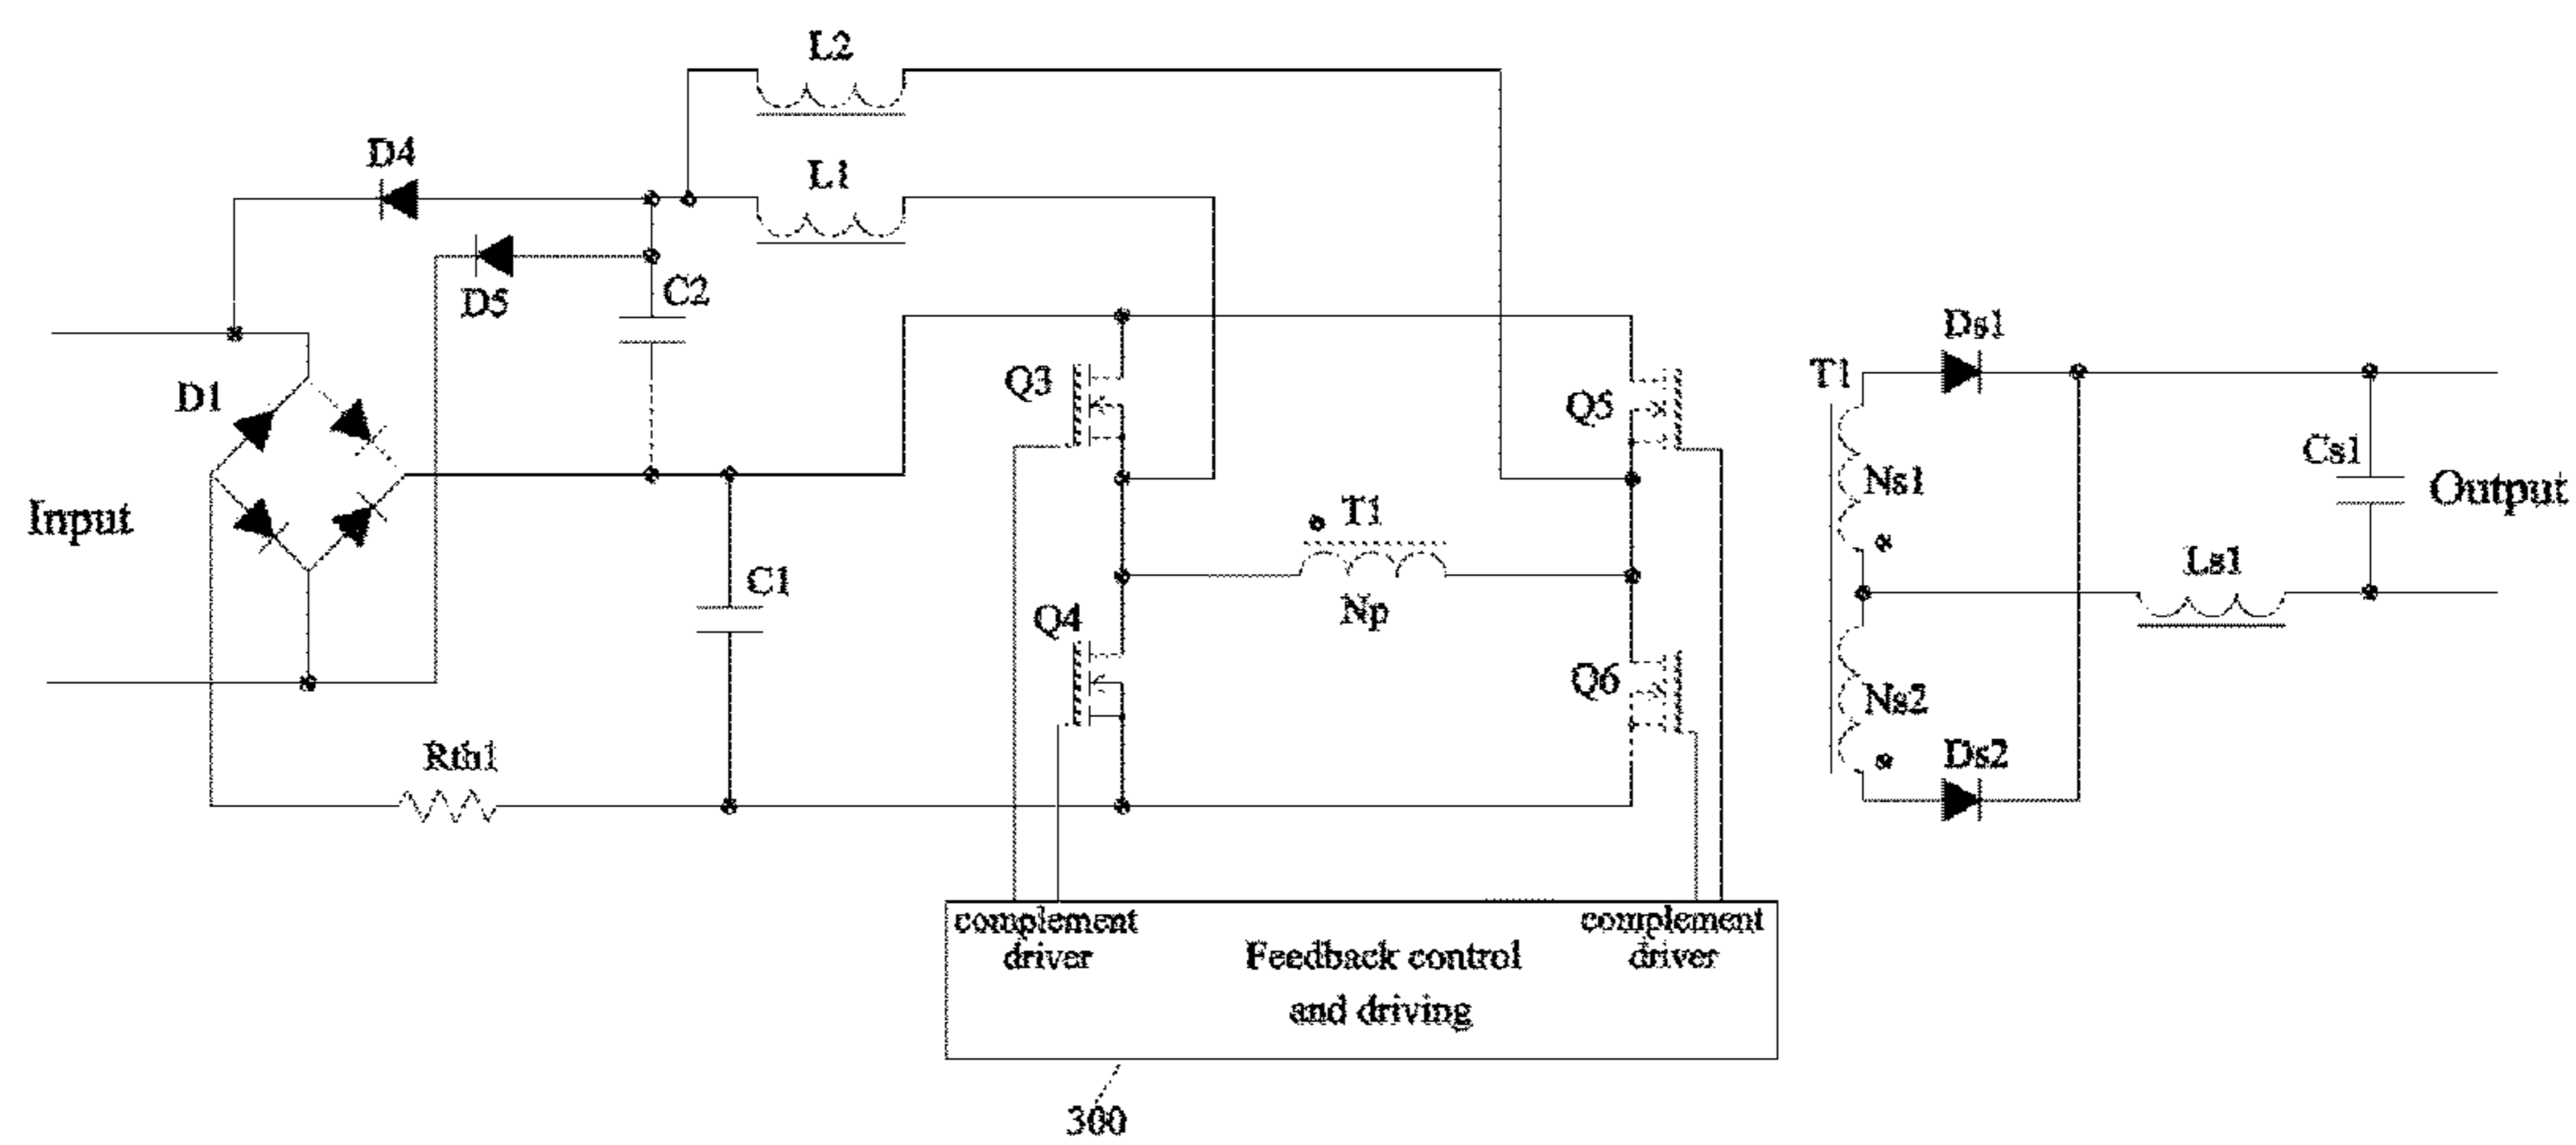 L2
D4
L1
D5
C2
Ds1
D1
Q3
Q5
T1
Cs1
Ns1
Input
T1
Output
C1
Ls1
Q4
Np
Q6
Ns2
Rth1
Ds2
complement
driver
Feedback control
and driving
complement
driver
300